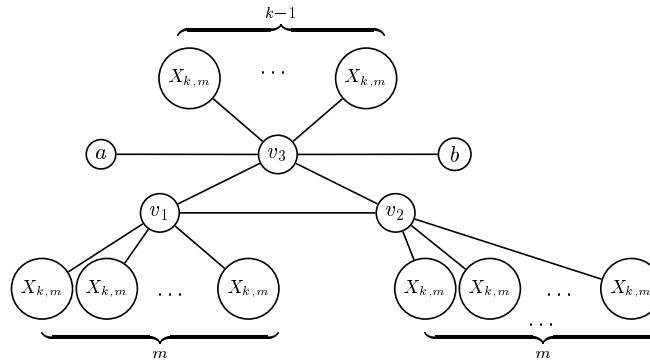 k−1
X_{k,m} ... X_{k,m}
a v_3 b
v_1 v_2
X_{k,m} X_{k,m} ... X_{k,m} X_{k,m} X_{k,m} ... X_{k,m}
...
m m